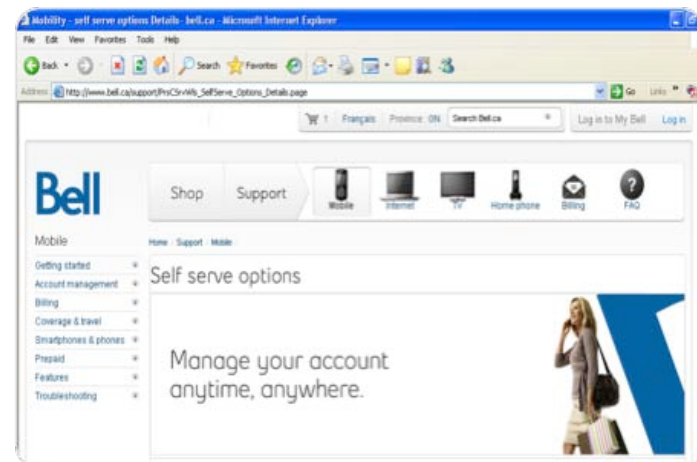 Mobility - self serve options Details- bell.ca - Microsoft Internet Explorer
File Edit View Favorites Tools Help
Back Search Favorites
Address http://www.bell.ca/support/PrsCSrvWls_SelfServe_Options_Details.page Go Links »
1 Français Province: ON Search Bell.ca Log in to My Bell Log in
Bell
Shop Support Mobile Internet TV Home phone Billing FAQ
Mobile
Home Support Mobile
Getting started
Account management
Billing
Coverage & travel
Smartphones & phones
Prepaid
Features
Troubleshooting
Self serve options
Manage your account
anytime, anywhere.